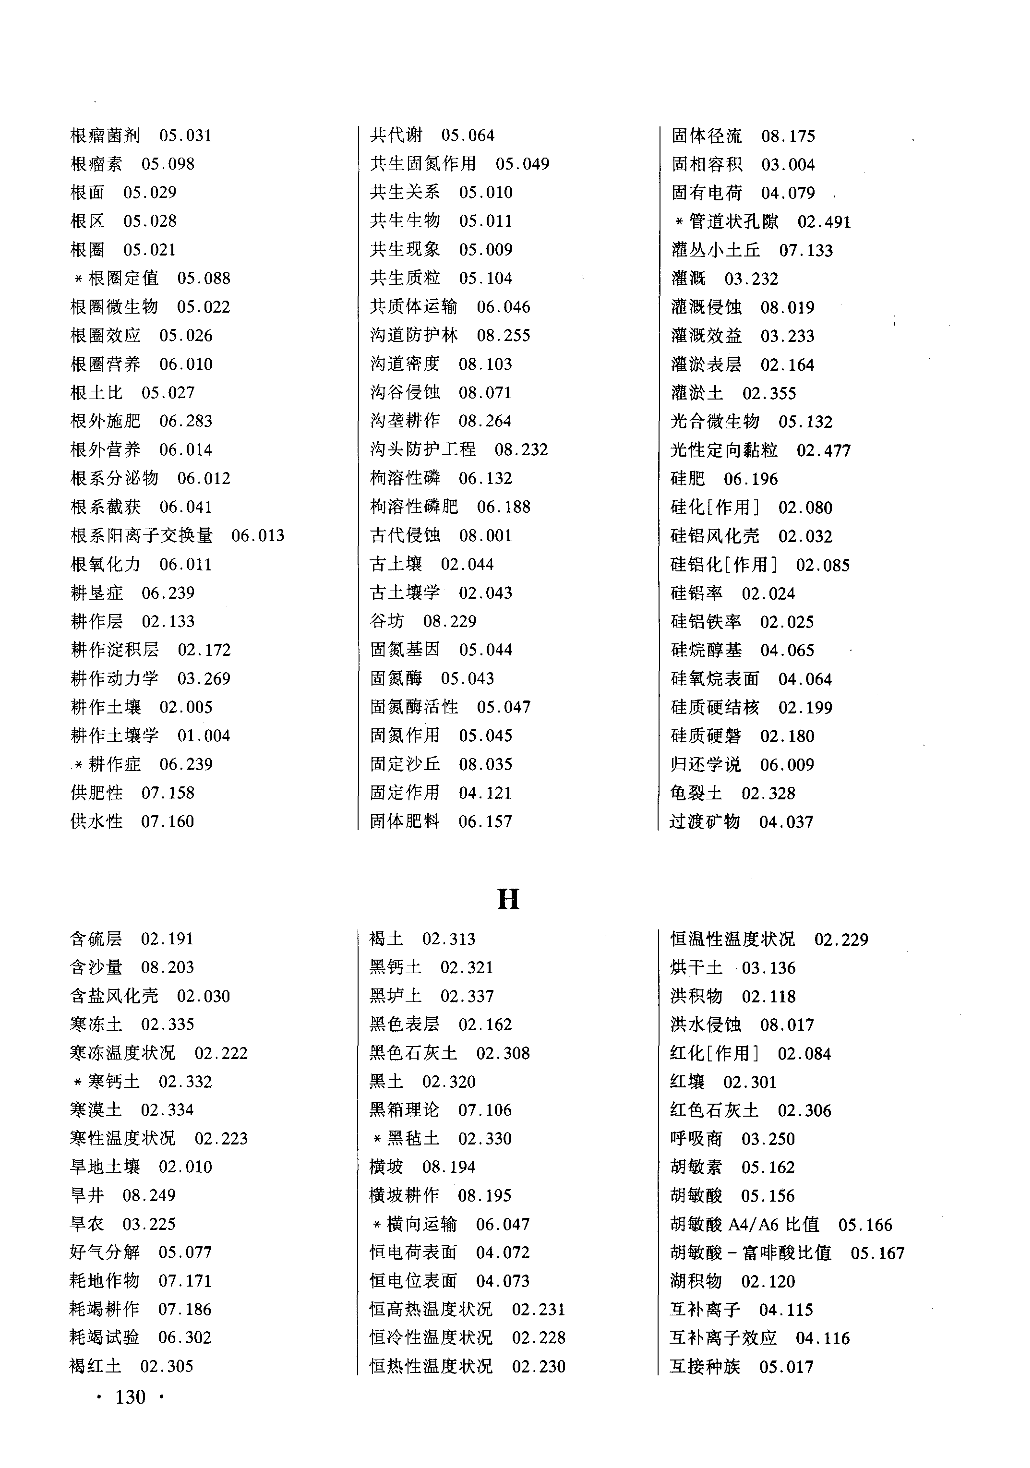 根瘤菌剂 05.031
根瘤素 05.098
根面 05.029
根区 05.028
根圈 05.021
*根圈定值 05.088
根圈微生物 05.022
根圈效应 05.026
根圈营养 06.010
根土比 05.027
根外施肥 06.283
根外营养 06.014
根系分泌物 06.012
根系截获 06.041
根系阳离子交换量 06.013
根氧化力 06.011
耕垦症 06.239
耕作层 02.133
耕作淀积层 02.172
耕作动力学 03.269
耕作土壤 02.005
耕作土壤学 01.004
*耕作症 06.239
供肥性 07.158
供水性 07.160
共代谢 05.064
共生固氮作用 05.049
共生关系 05.010
共生生物 05.011
共生现象 05.009
共生质粒 05.104
共质体运输 06.046
沟道防护林 08.255
沟道密度 08.103
沟谷侵蚀 08.071
沟垄耕作 08.264
沟头防护工程 08.232
枸溶性磷 06.132
枸溶性磷肥 06.188
古代侵蚀 08.001
古土壤 02.044
古土壤学 02.043
谷坊 08.229
固氮基因 05.044
固氮酶 05.043
固氮酶活性 05.047
固氮作用 05.045
固定沙丘 08.035
固定作用 04.121
固体肥料 06.157
固体径流 08.175
固相容积 03.004
固有电荷 04.079
*管道状孔隙 02.491
灌丛小土丘 07.133
灌溉 03.232
灌溉侵蚀 08.019
灌溉效益 03.233
灌淤表层 02.164
灌淤土 02.355
光合微生物 05.132
光性定向黏粒 02.477
硅肥 06.196
硅化[作用] 02.080
硅铝风化壳 02.032
硅铝化[作用] 02.085
硅铝率 02.024
硅铝铁率 02.025
硅烷醇基 04.065
硅氧烷表面 04.064
硅质硬结核 02.199
硅质硬磐 02.180
归还学说 06.009
龟裂土 02.328
过渡矿物 04.037
H
含硫层 02.191
含沙量 08.203
含盐风化壳 02.030
寒冻土 02.335
寒冻温度状况 02.222
*寒钙土 02.332
寒漠土 02.334
寒性温度状况 02.223
旱地土壤 02.010
旱井 08.249
旱农 03.225
好气分解 05.077
耗地作物 07.171
耗竭耕作 07.186
耗竭试验 06.302
褐红土 02.305
褐土 02.313
黑钙土 02.321
黑垆土 02.337
黑色表层 02.162
黑色石灰土 02.308
黑土 02.320
黑箱理论 07.106
*黑毡土 02.330
横坡 08.194
横坡耕作 08.195
*横向运输 06.047
恒电荷表面 04.072
恒电位表面 04.073
恒高热温度状况 02.231
恒冷性温度状况 02.228
恒热性温度状况 02.230
恒温性温度状况 02.229
烘干土 03.136
洪积物 02.118
洪水侵蚀 08.017
红化[作用] 02.084
红壤 02.301
红色石灰土 02.306
呼吸商 03.250
胡敏素 05.162
胡敏酸 05.156
胡敏酸 A4/A6 比值 05.166
胡敏酸－富啡酸比值 05.167
湖积物 02.120
互补离子 04.115
互补离子效应 04.116
互接种族 05.017
· 130 ·